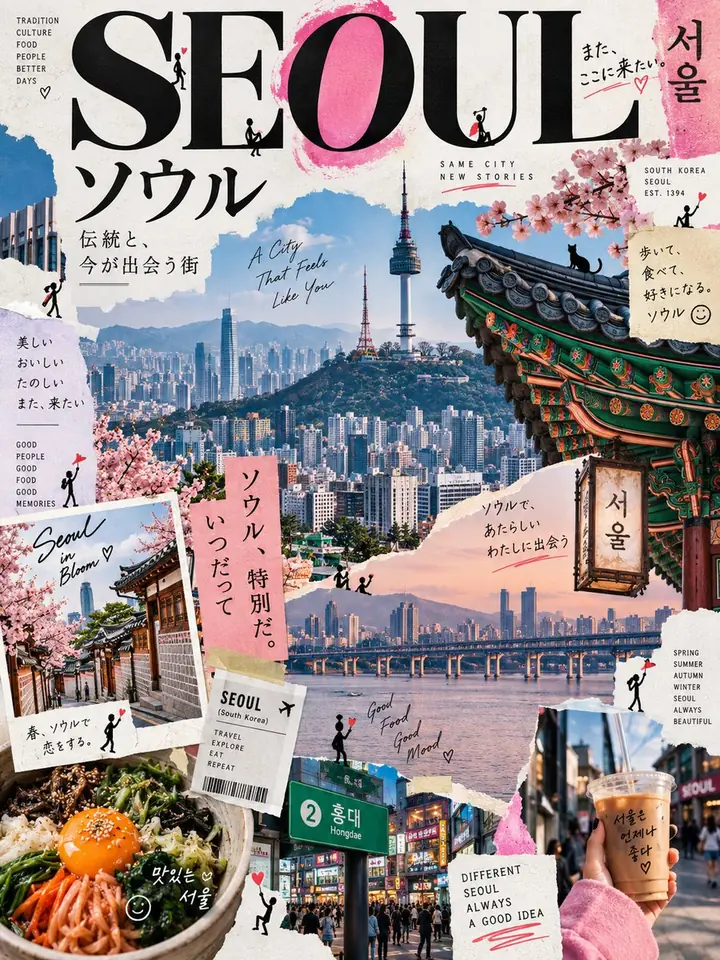 TRADITION
CULTURE
FOOD
PEOPLE
BETTER
DAYS
SEOUL
また、
ここに来たい。
서울
SAME CITY
NEW STORIES
ソウル
伝統と、
今が出会う街
SOUTH KOREA
SEOUL
EST. 1394
A City
That Feels
Like You
歩いて、
食べて、
好きになる。
ソウル
美しい
おいしい
たのしい
また、来たい
GOOD
PEOPLE
GOOD
FOOD
GOOD
MEMORIES
ソウル、特別だ。
いつだって
ソウルで、
あたらしい
わたしに出会う
서울
Seoul
in
Bloom
春、ソウルで
恋をする。
SEOUL
(South Korea)
TRAVEL
EXPLORE
EAT
REPEAT
Good
Food
Good
Mood
SPRING
SUMMER
AUTUMN
WINTER
SEOUL
ALWAYS
BEAUTIFUL
2 홍대
Hongdae
SEOUL
서울은
언제나
좋다
맛있는
서울
DIFFERENT
SEOUL
ALWAYS
A GOOD IDEA